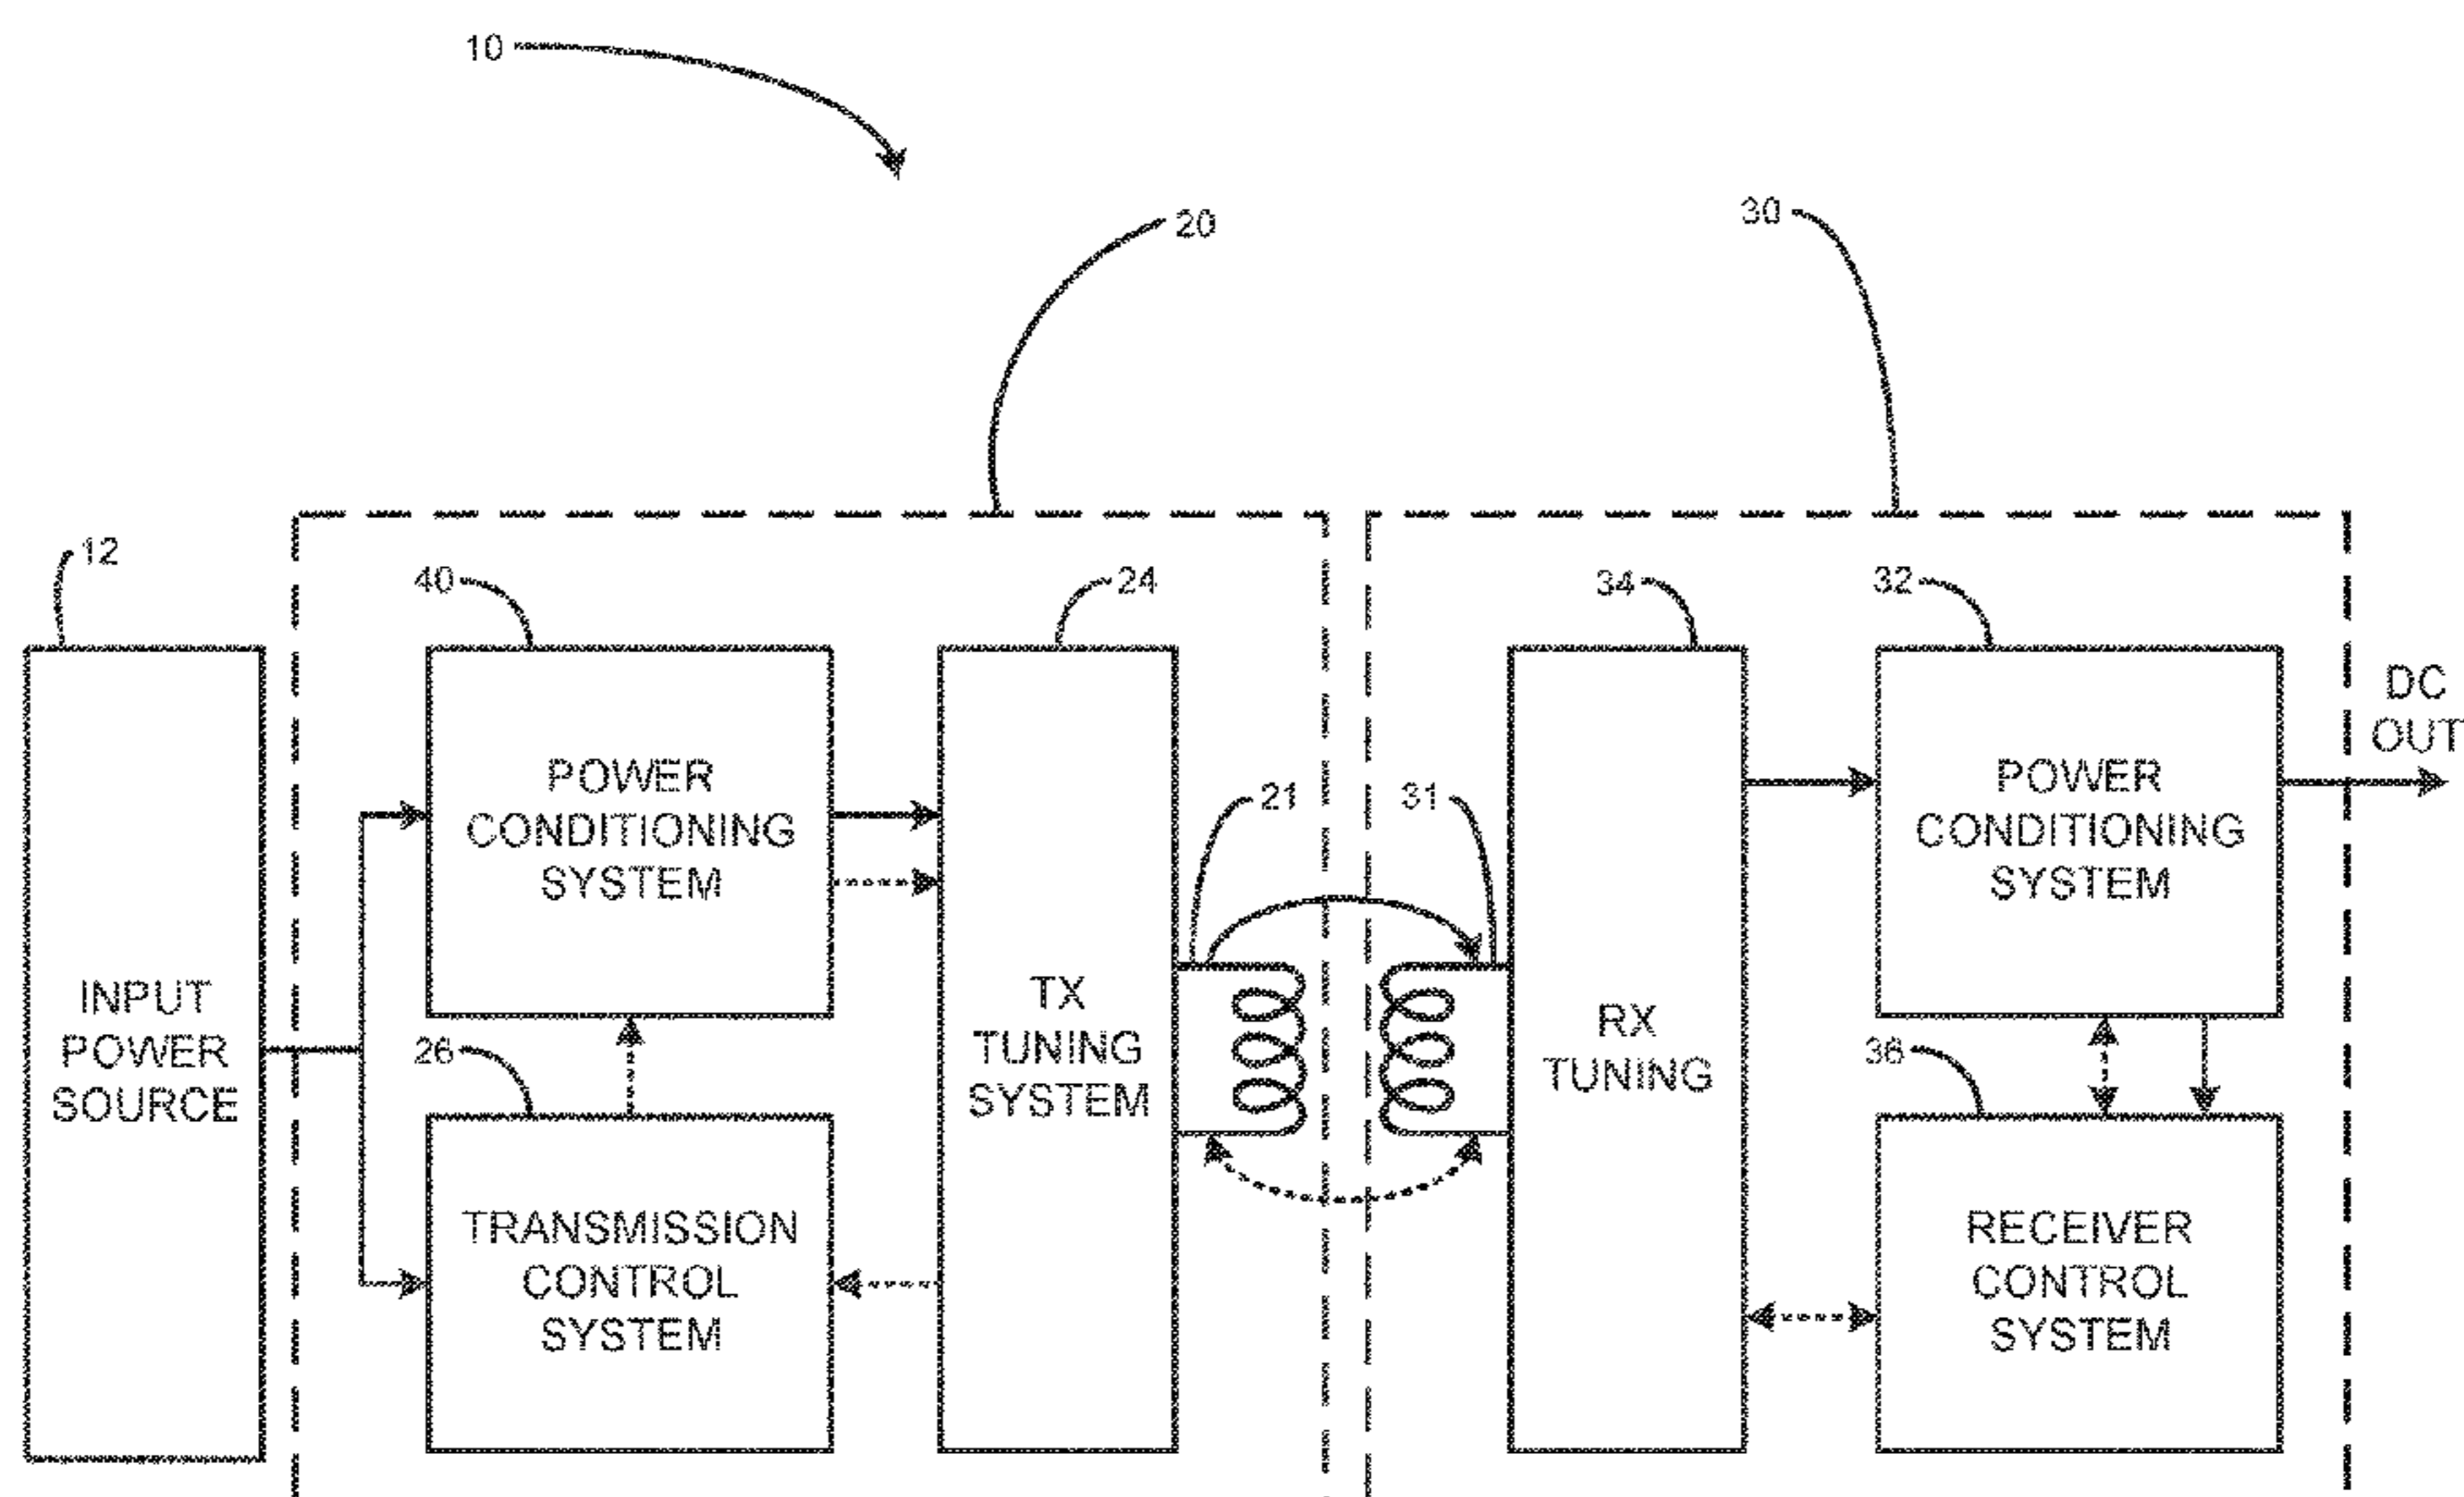 10
20
30
12
40
24
34
32
DC
OUT
POWER
CONDITIONING
SYSTEM
POWER
CONDITIONING
SYSTEM
21
31
INPUT
POWER
SOURCE
26
TX
TUNING
SYSTEM
RX
TUNING
36
TRANSMISSION
CONTROL
SYSTEM
RECEIVER
CONTROL
SYSTEM